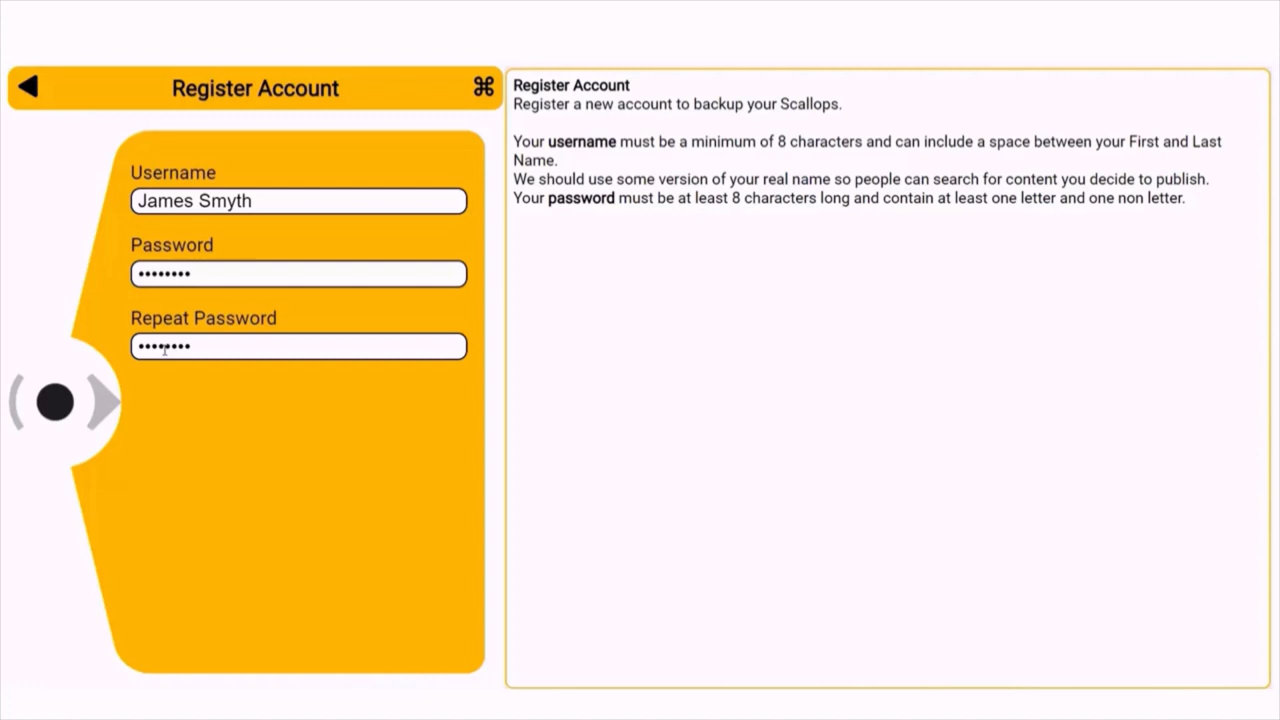 Register Account
⌘
Username
James Smyth
Password
••••••••
Repeat Password
••••••••
Register Account
Register a new account to backup your Scallops.
Your username must be a minimum of 8 characters and can include a space between your First and Last
Name.
We should use some version of your real name so people can search for content you decide to publish.
Your password must be at least 8 characters long and contain at least one letter and one non letter.